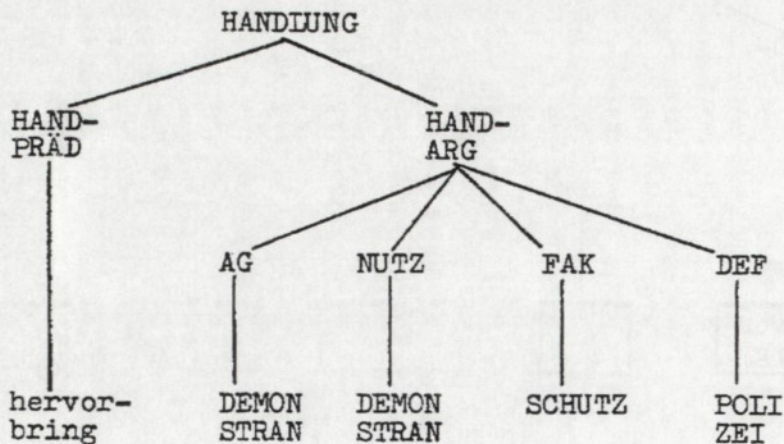 HANDLUNG
HAND-
PRÄD
HAND-
ARG
AG NUTZ FAK DEF
hervor-
bring
DEMON
STRAN
DEMON
STRAN
SCHUTZ
POLI
ZEI